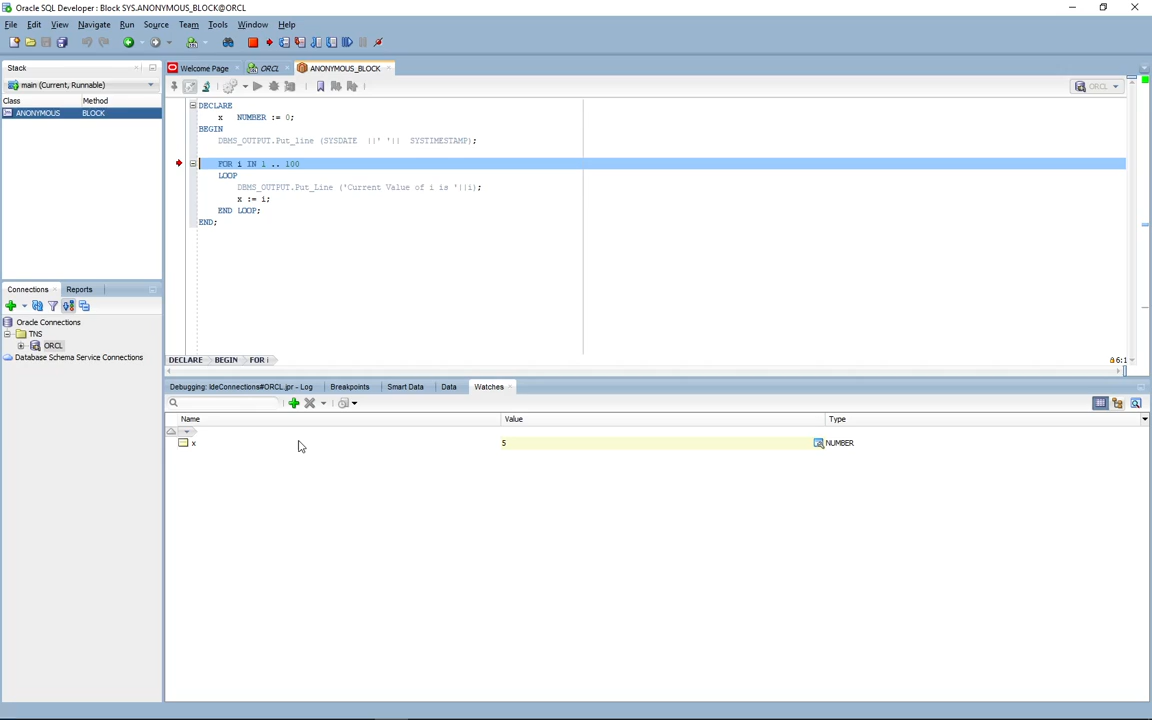 Oracle SQL Developer : Block SYS.ANONYMOUS_BLOCK@ORCL
File Edit View Navigate Run Source Team Tools Window Help
Stack
main (Current, Runnable)
Class Method
ANONYMOUS BLOCK
Welcome Page ORCL ANONYMOUS_BLOCK
ORCL
DECLARE
x NUMBER := 0;
BEGIN
DBMS_OUTPUT.Put_line (SYSDATE ||' '|| SYSTIMESTAMP);
FOR i IN 1 .. 100
LOOP
DBMS_OUTPUT.Put_Line ('Current Value of i is '||i);
x := i;
END LOOP;
END;
DECLARE BEGIN FOR i
6:1
Connections Reports
Oracle Connections
TNS
ORCL
Database Schema Service Connections
Debugging: IdeConnections#ORCL.jpr - Log Breakpoints Smart Data Data Watches
Name Value Type
x 5 NUMBER